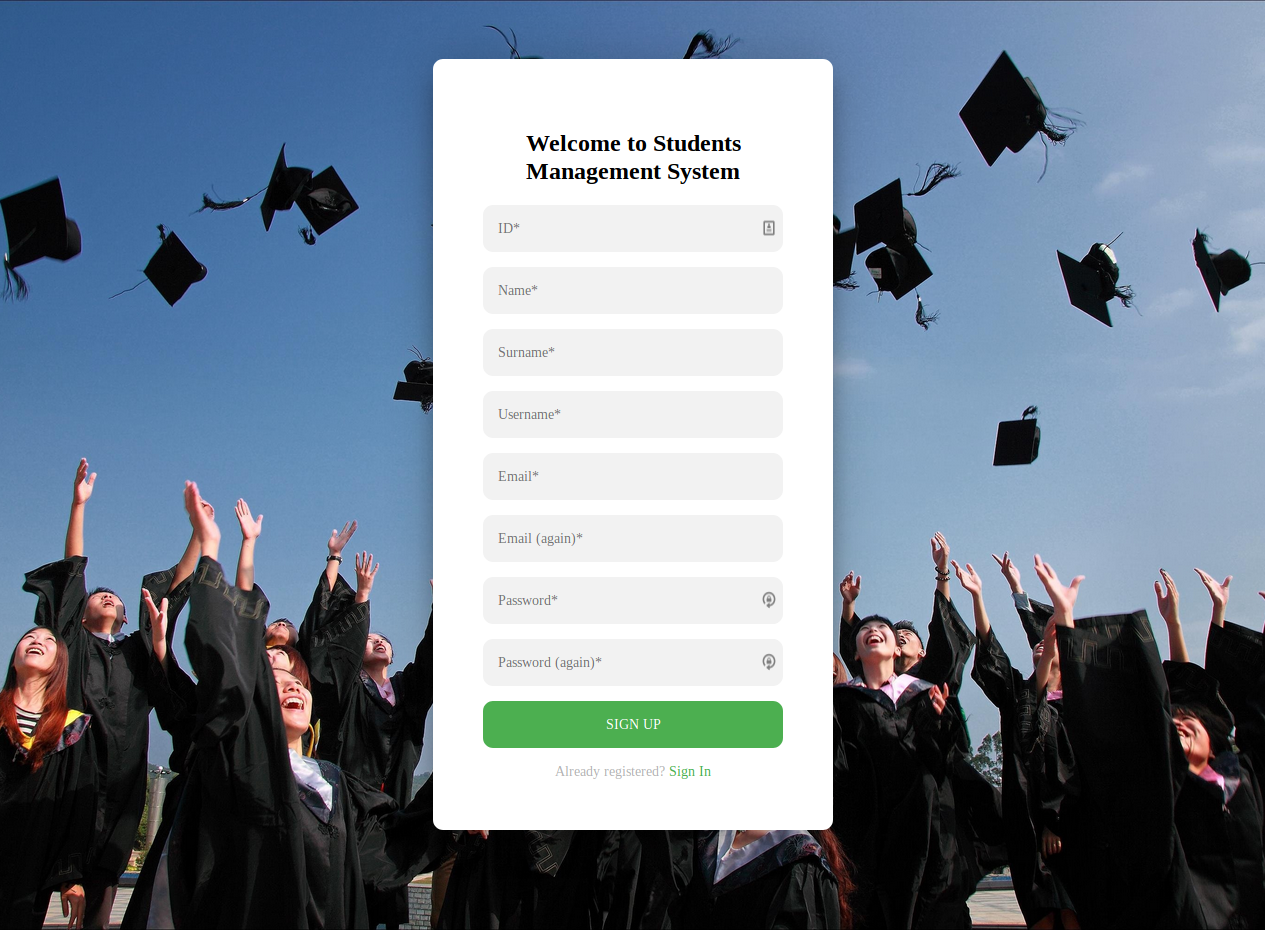 Welcome to Students
Management System
ID*
Name*
Surname*
Username*
Email*
Email (again)*
Password*
Password (again)*
SIGN UP
Already registered? Sign In